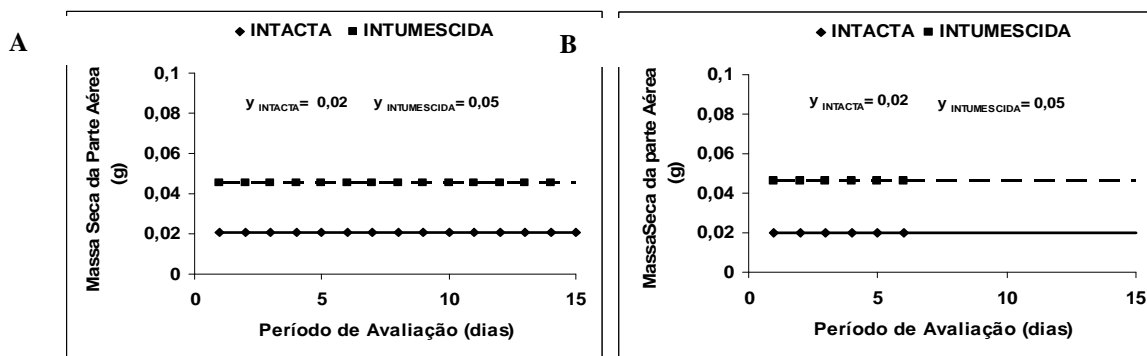 A
INTACTA INTUMESCIDA
Massa Seca da Parte Aérea (g)
0,1
0,08
0,06
0,04
0,02
0
y INTACTA= 0,02 y INTUMESCIDA= 0,05
0 5 10 15
Período de Avaliação (dias)
B
INTACTA INTUMESCIDA
MassaSeca da parte Aérea (g)
0,1
0,08
0,06
0,04
0,02
0
y INTACTA= 0,02 y INTUMESCIDA= 0,05
0 5 10 15
Período de Avaliação (dias)